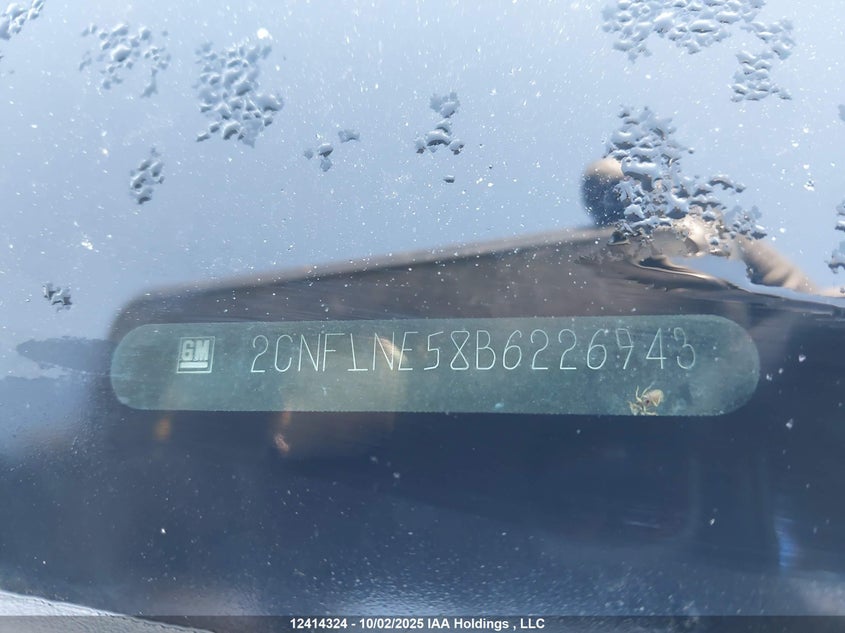 GM 2CNFLNE58B6226943
12414324 - 10/02/2025 IAA Holdings , LLC